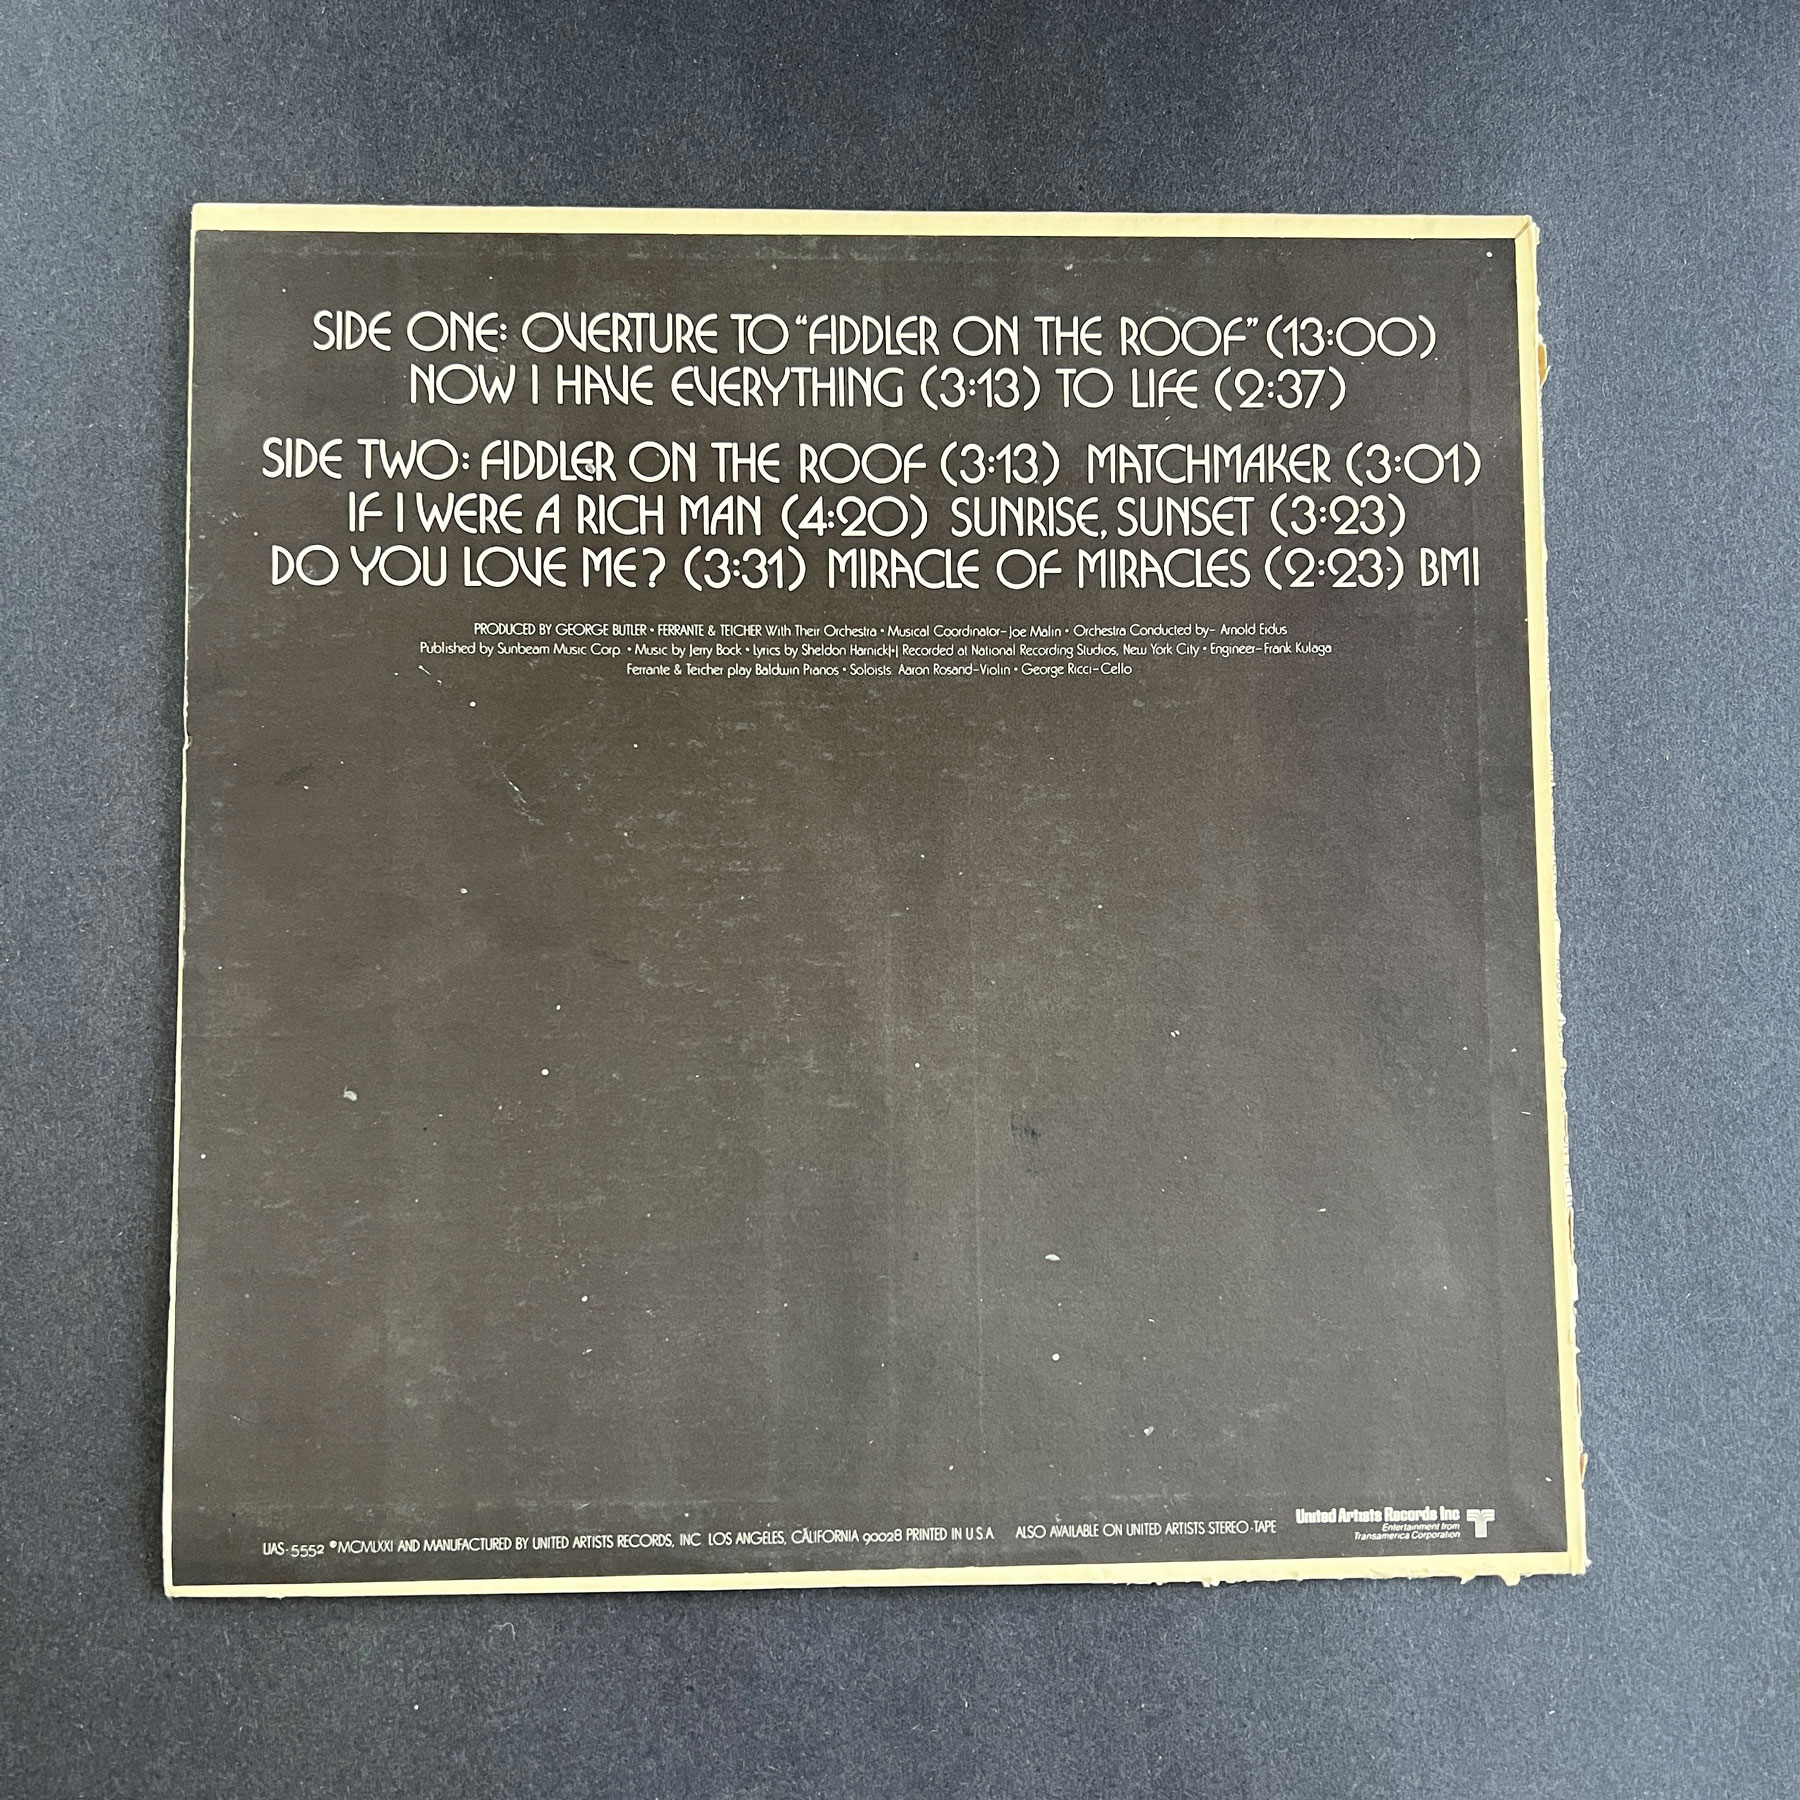 SIDE ONE: OVERTURE TO “FIDDLER ON THE ROOF” (13:00)
NOW I HAVE EVERYTHING (3:13) TO LIFE (2:37)
SIDE TWO: FIDDLER ON THE ROOF (3:13) MATCHMAKER (3:01)
IF I WERE A RICH MAN (4:20) SUNRISE, SUNSET (3:23)
DO YOU LOVE ME? (3:31) MIRACLE OF MIRACLES (2:23) BMI
PRODUCED BY GEORGE BUTLER • FERRANTE & TEICHER With Their Orchestra • Musical Coordinator– Joe Malin • Orchestra Conducted by– Arnold Eidus
Published by Sunbeam Music Corp. • Music by Jerry Bock • Lyrics by Sheldon Harnick|•| Recorded at National Recording Studios, New York City • Engineer–Frank Kulaga
Ferrante & Teicher play Baldwin Pianos • Soloists: Aaron Rosand–Violin • George Ricci–Cello
UAS-5552 ©MCMLXXI AND MANUFACTURED BY UNITED ARTISTS RECORDS, INC. LOS ANGELES, CALIFORNIA 90028 PRINTED IN U.S.A. ALSO AVAILABLE ON UNITED ARTISTS STEREO-TAPE
United Artists Records Inc
Entertainment from
Transamerica Corporation